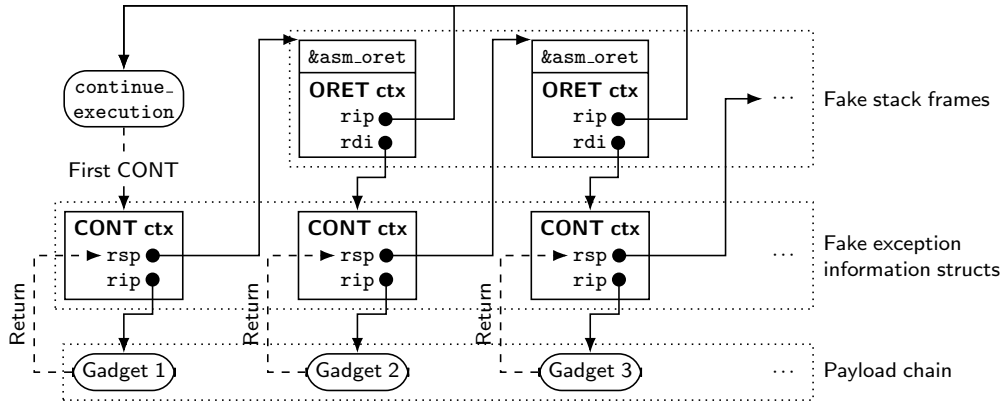 &asm_oret
&asm_oret
continue_
execution
ORET ctx
rip
rdi
ORET ctx
rip
rdi
...
Fake stack frames
First CONT
CONT ctx
rsp
rip
CONT ctx
rsp
rip
CONT ctx
rsp
rip
...
Fake exception
information structs
Return
Return
Return
Gadget 1
Gadget 2
Gadget 3
...
Payload chain